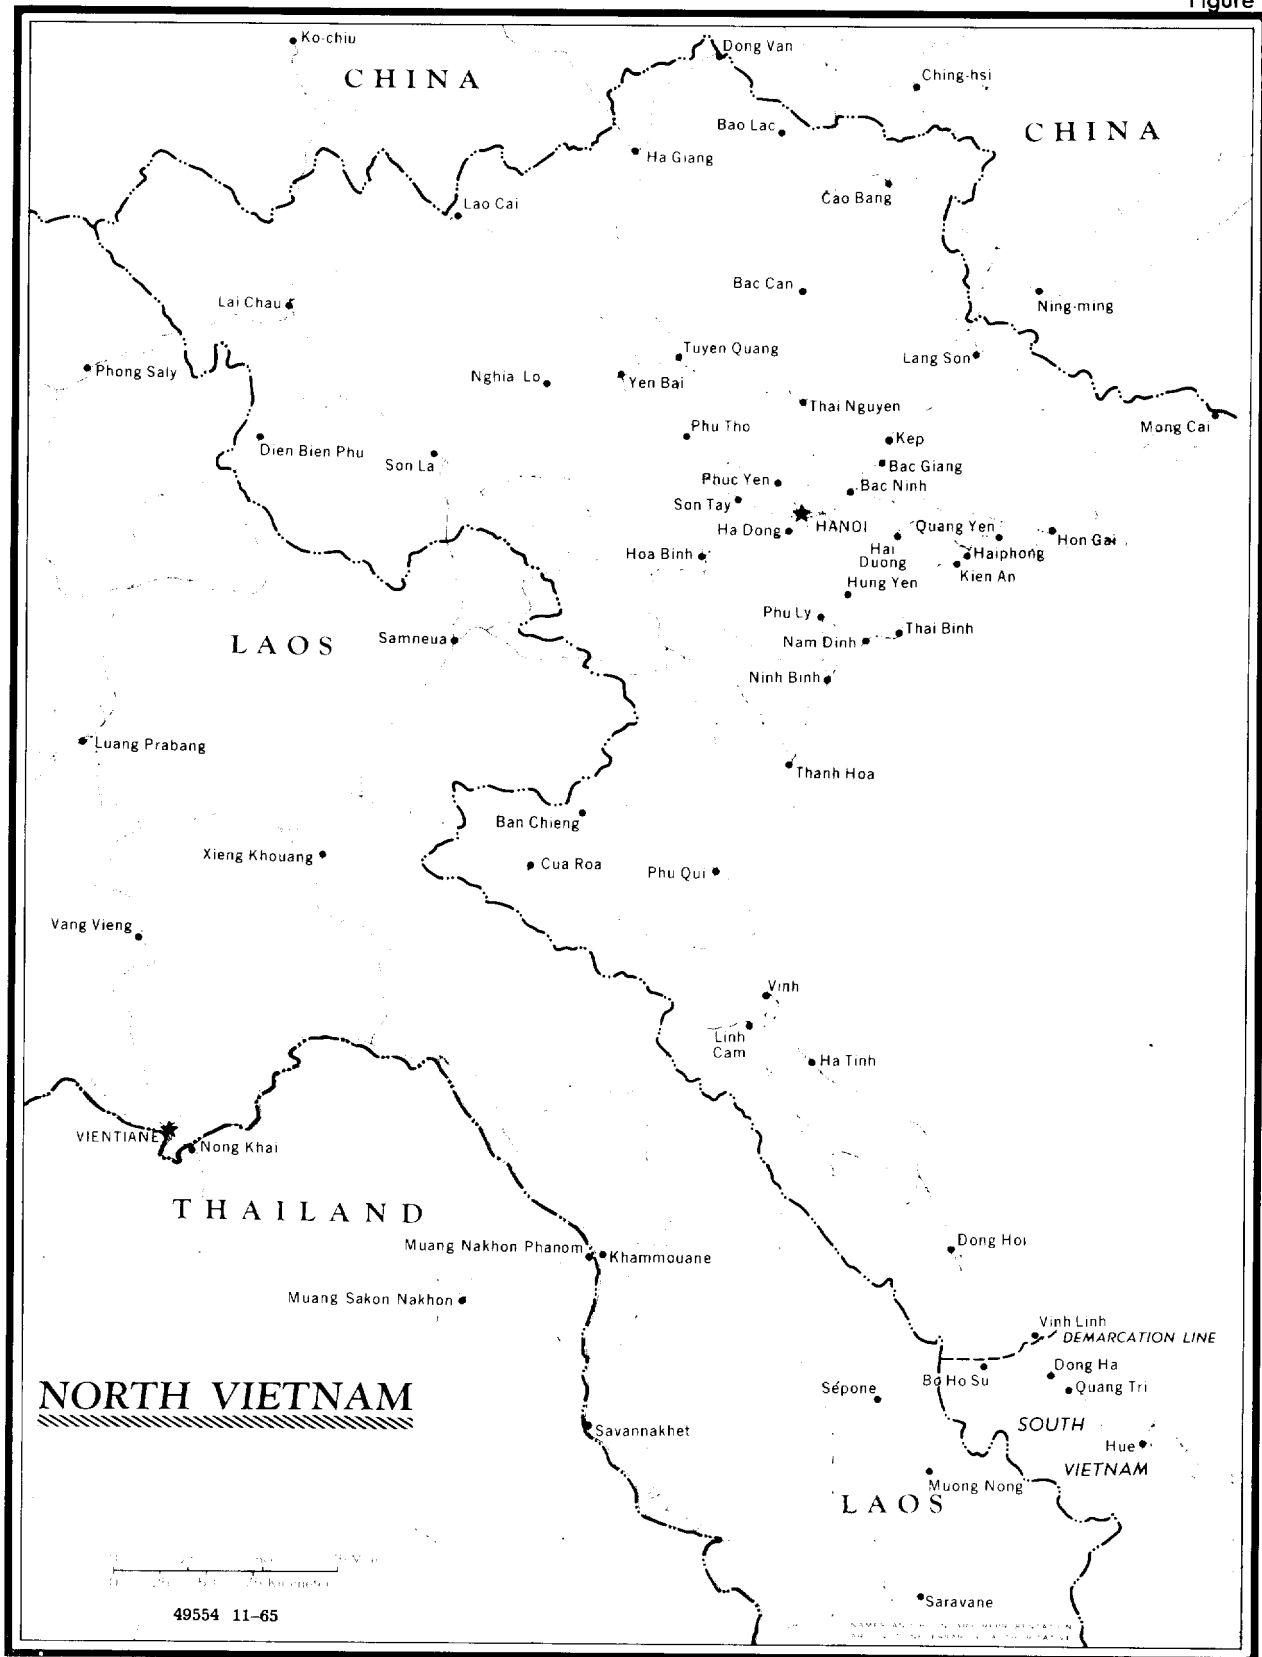 Figure
Ko-chiu
CHINA
Dong Van
Ching-hsi
Bao Lac
CHINA
Ha Giang
Cao Bang
Lao Cai
Bac Can
Lai Chau
Ning-ming
Tuyen Quang
Lang Son
Phong Saly
Nghia Lo
Yen Bai
Thai Nguyen
Mong Cai
Phu Tho
Kep
Dien Bien Phu
Son La
Bac Giang
Phuc Yen
Bac Ninh
Son Tay
HANOI
Quang Yen
Ha Dong
Hon Gai
Hoa Binh
Hai
Duong
Haiphong
Kien An
Hung Yen
Phu Ly
LAOS
Samneua
Nam Dinh
Thai Binh
Ninh Binh
Luang Prabang
Thanh Hoa
Ban Chieng
Xieng Khouang
Cua Roa
Phu Qui
Vang Vieng
Vinh
Linh
Cam
Ha Tinh
VIENTIANE
Nong Khai
THAILAND
Dong Hoi
Muang Nakhon Phanom
Khammouane
Muang Sakon Nakhon
Vinh Linh
DEMARCATION LINE
Dong Ha
Bo Ho Su
Quang Tri
Sépone
NORTH VIETNAM
SOUTH
VIETNAM
Savannakhet
Hue
Muong Nong
LAOS
49554 11-65
Saravane